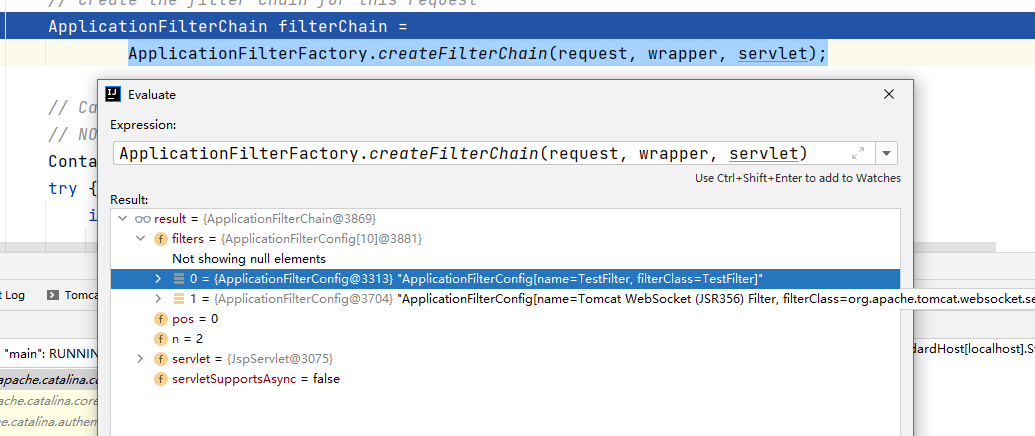 // Create the filter chain for this request
ApplicationFilterChain filterChain =
ApplicationFilterFactory.createFilterChain(request, wrapper, servlet);
// Ca
// NO
Conta
try {
i
Evaluate
Expression:
ApplicationFilterFactory.createFilterChain(request, wrapper, servlet)
Use Ctrl+Shift+Enter to add to Watches
Result:
result = {ApplicationFilterChain@3869}
filters = {ApplicationFilterConfig[10]@3881}
Not showing null elements
0 = {ApplicationFilterConfig@3313} "ApplicationFilterConfig[name=TestFilter, filterClass=TestFilter]"
1 = {ApplicationFilterConfig@3704} "ApplicationFilterConfig[name=Tomcat WebSocket (JSR356) Filter, filterClass=org.apache.tomcat.websocket.se
pos = 0
n = 2
servlet = {JspServlet@3075}
servletSupportsAsync = false
t Log
Tomca
"main": RUNNIN
dardHost[localhost].St
apache.catalina.co
pache.catalina.core
he.catalina.authen